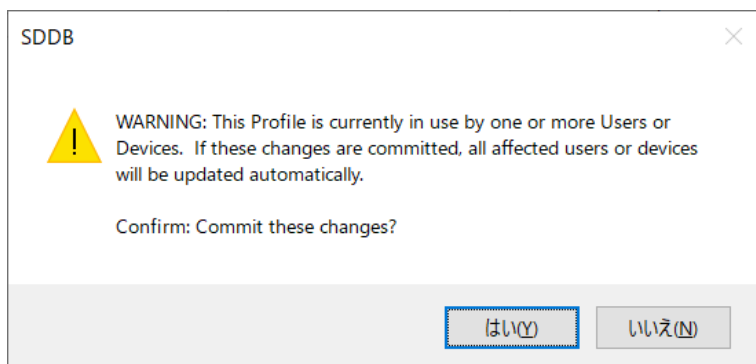 SDDB
WARNING: This Profile is currently in use by one or more Users or
Devices.  If these changes are committed, all affected users or devices
will be updated automatically.
Confirm: Commit these changes?
はい(Y)
いいえ(N)